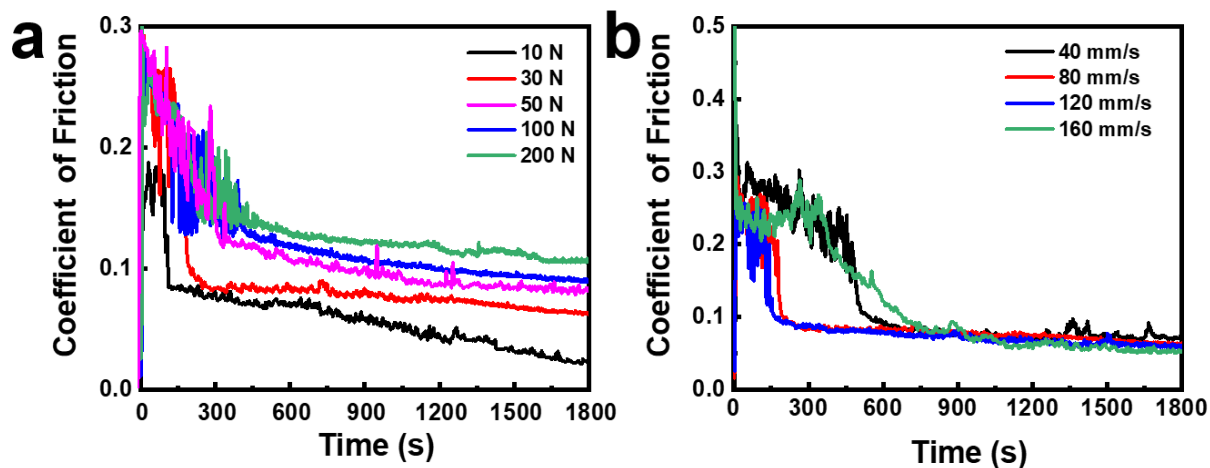 a
0.3
0.2
0.1
0.0
Coefficient of Friction
10 N
30 N
50 N
100 N
200 N
0 300 600 900 1200 1500 1800
Time (s)
b
0.5
0.4
0.3
0.2
0.1
0.0
Coefficient of Friction
40 mm/s
80 mm/s
120 mm/s
160 mm/s
0 300 600 900 1200 1500 1800
Time (s)